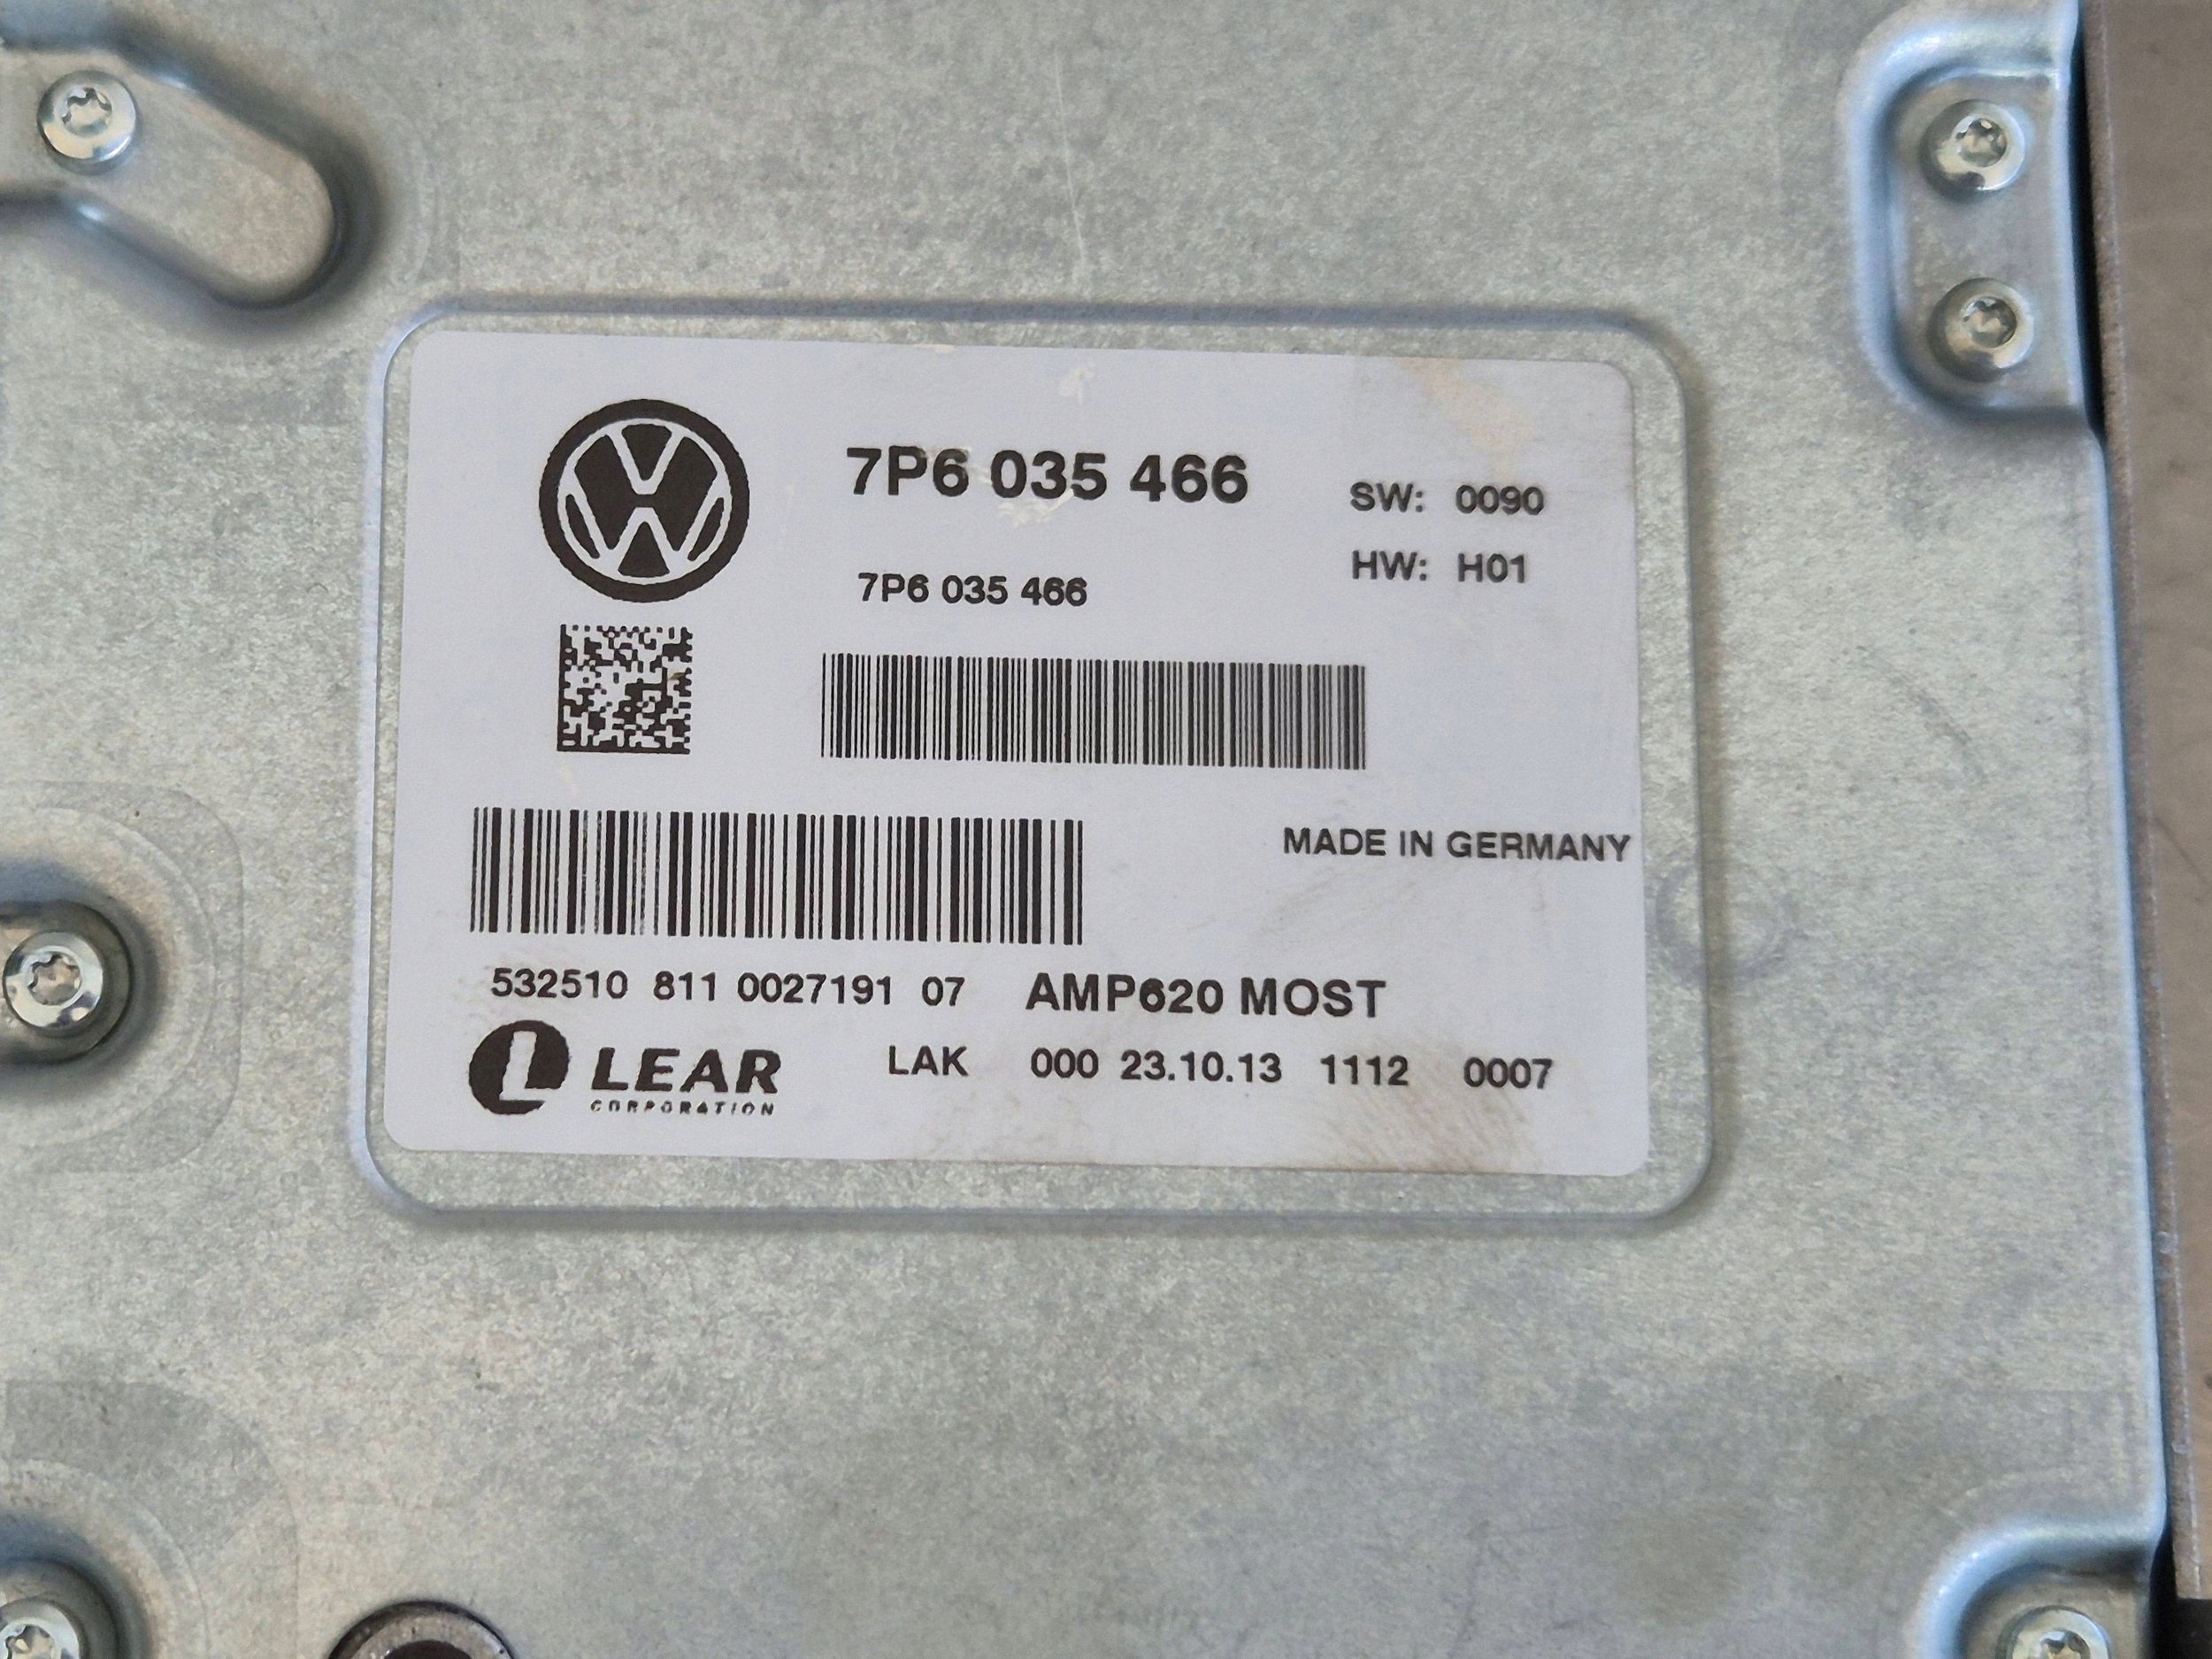 7P6 035 466
SW: 0090
HW: H01
7P6 035 466
MADE IN GERMANY
532510 811 0027191 07 AMP620 MOST
LEAR
CORPORATION
LAK 000 23.10.13 1112 0007